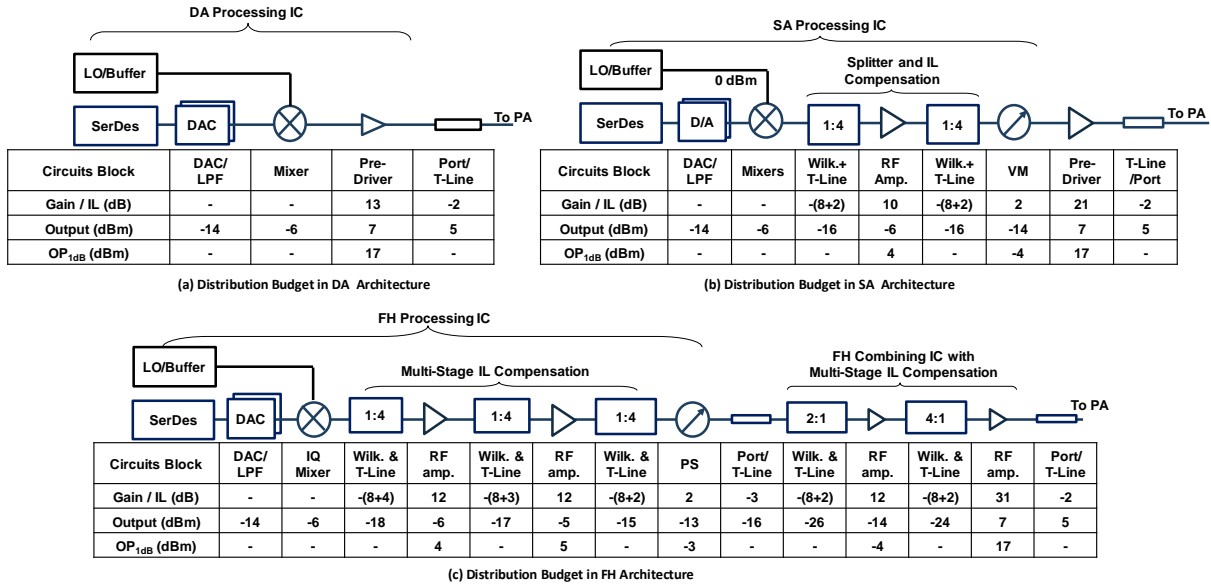 DA Processing IC
LO/Buffer
SerDes
DAC
To PA
Circuits Block DAC/ LPF Mixer Pre- Driver Port/ T-Line
Gain / IL (dB) - - 13 -2
Output (dBm) -14 -6 7 5
OP1dB (dBm) - - 17 -
(a) Distribution Budget in DA Architecture
SA Processing IC
Splitter and IL
Compensation
LO/Buffer
0 dBm
SerDes
D/A
1:4
1:4
To PA
Circuits Block DAC/ LPF Mixers Wilk.+ T-Line RF Amp. Wilk.+ T-Line VM Pre- Driver T-Line /Port
Gain / IL (dB) - - -(8+2) 10 -(8+2) 2 21 -2
Output (dBm) -14 -6 -16 -6 -16 -14 7 5
OP1dB (dBm) - - - 4 - -4 17 -
(b) Distribution Budget in SA Architecture
FH Processing IC
LO/Buffer
Multi-Stage IL Compensation
FH Combining IC with
Multi-Stage IL Compensation
SerDes
DAC
1:4
1:4
1:4
2:1
4:1
To PA
Circuits Block DAC/ LPF IQ Mixer Wilk. & T-Line RF amp. Wilk. & T-Line RF amp. Wilk. & T-Line PS Port/ T-Line Wilk. & T-Line RF amp. Wilk. & T-Line RF amp. Port/ T-Line
Gain / IL (dB) - - -(8+4) 12 -(8+3) 12 -(8+2) 2 -3 -(8+2) 12 -(8+2) 31 -2
Output (dBm) -14 -6 -18 -6 -17 -5 -15 -13 -16 -26 -14 -24 7 5
OP1dB (dBm) - - - 4 - 5 - -3 - - -4 - 17 -
(c) Distribution Budget in FH Architecture